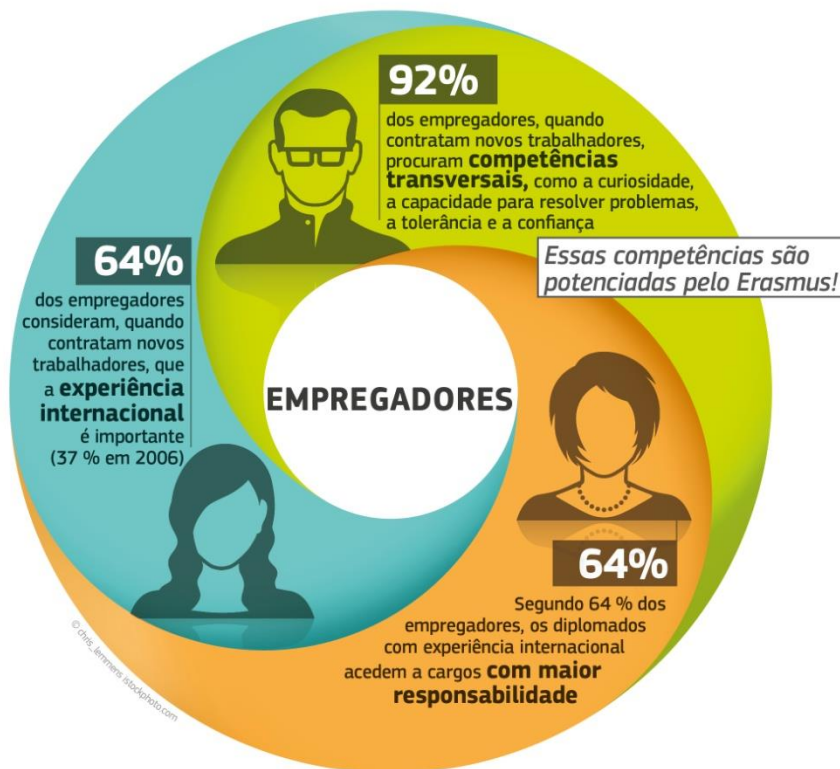 92%
dos empregadores, quando
contratam novos trabalhadores,
procuram competências
transversais, como a curiosidade,
a capacidade para resolver problemas,
a tolerância e a confiança
Essas competências são
potenciadas pelo Erasmus!
64%
dos empregadores
consideram, quando
contratam novos
trabalhadores, que
a experiência
internacional
é importante
(37 % em 2006)
EMPREGADORES
64%
Segundo 64 % dos
empregadores, os diplomados
com experiência internacional
acedem a cargos com maior
responsabilidade
© chris_lemmens istockphoto.com